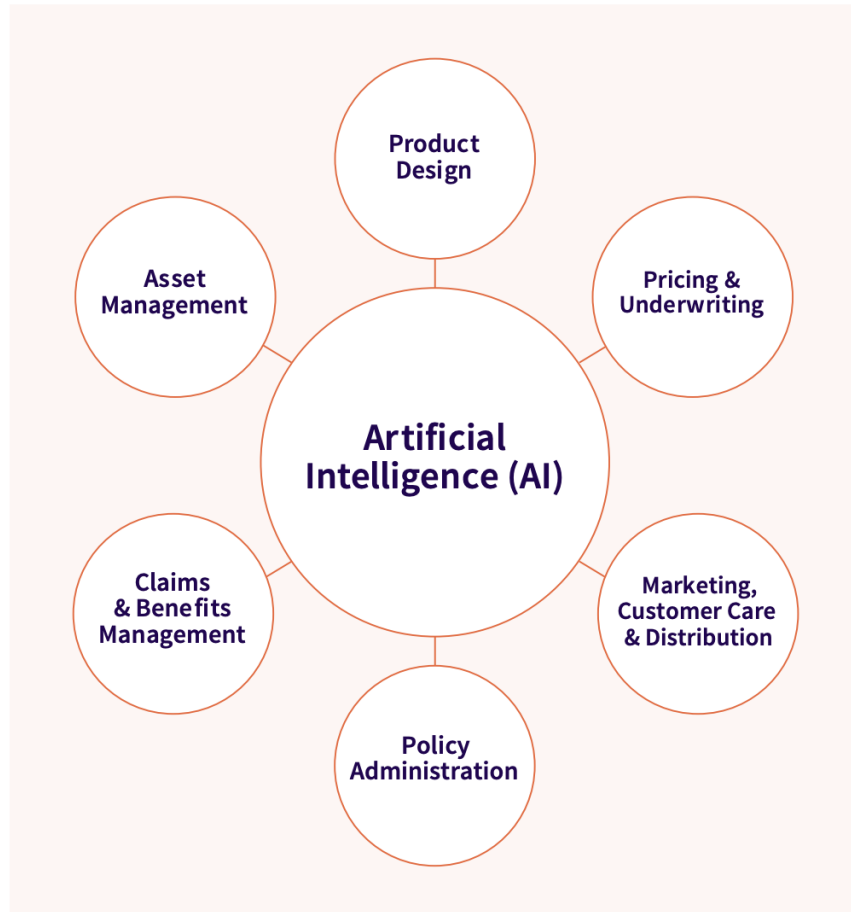 Product
Design
Asset
Management
Pricing &
Underwriting
Artificial
Intelligence (AI)
Claims
& Benefits
Management
Marketing,
Customer Care
& Distribution
Policy
Administration